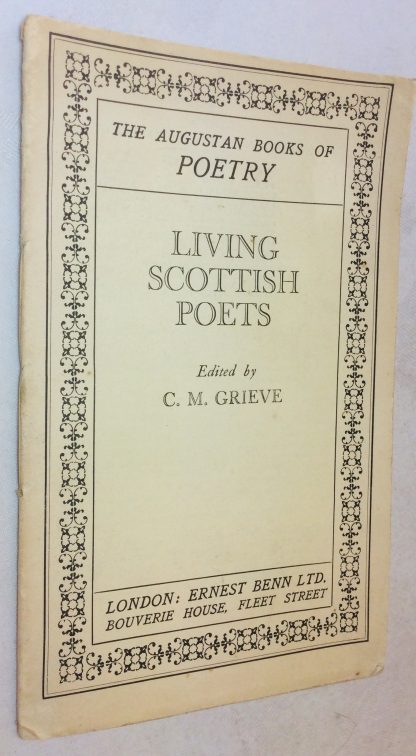 THE AUGUSTAN BOOKS OF
POETRY
LIVING
SCOTTISH
POETS
Edited by
C. M. GRIEVE
LONDON: ERNEST BENN LTD.
BOUVERIE HOUSE, FLEET STREET